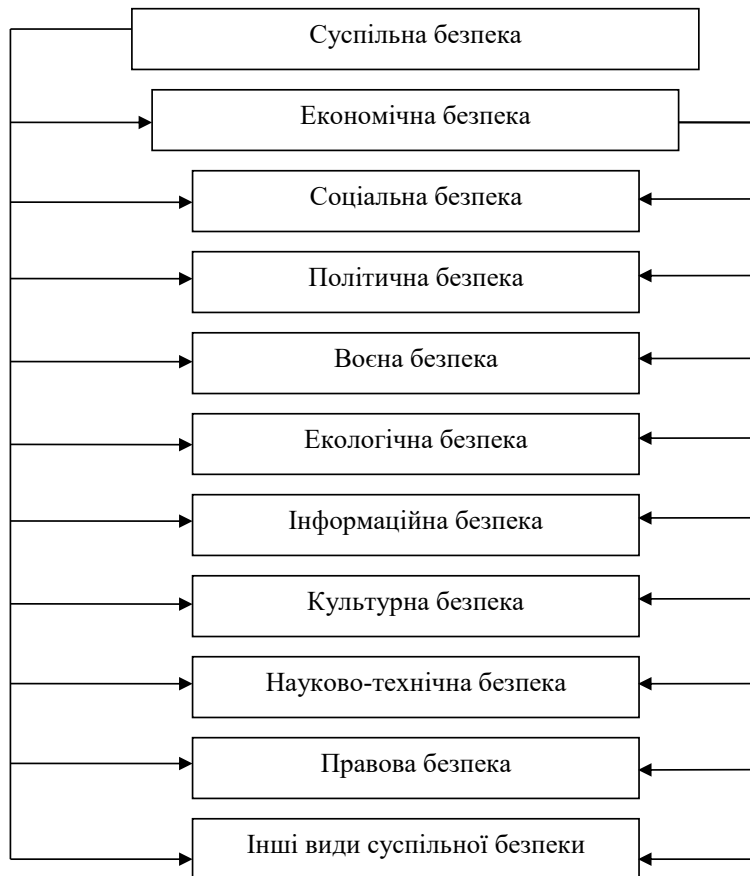 Суспільна безпека
Економічна безпека
Соціальна безпека
Політична безпека
Воєна безпека
Екологічна безпека
Інформаційна безпека
Культурна безпека
Науково-технічна безпека
Правова безпека
Інші види суспільної безпеки